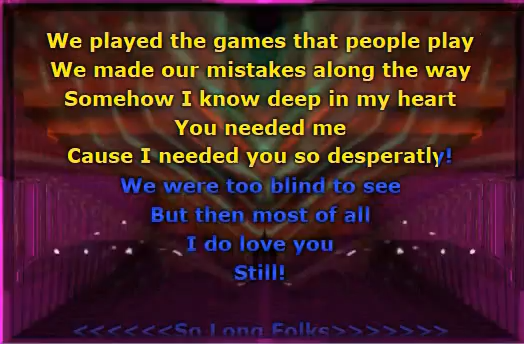 We played the games that people play
We made our mistakes along the way
Somehow I know deep in my heart
You needed me
Cause I needed you so desperatly!
We were too blind to see
But then most of all
I do love you
Still!
<<<<<<So Long Folks>>>>>>>